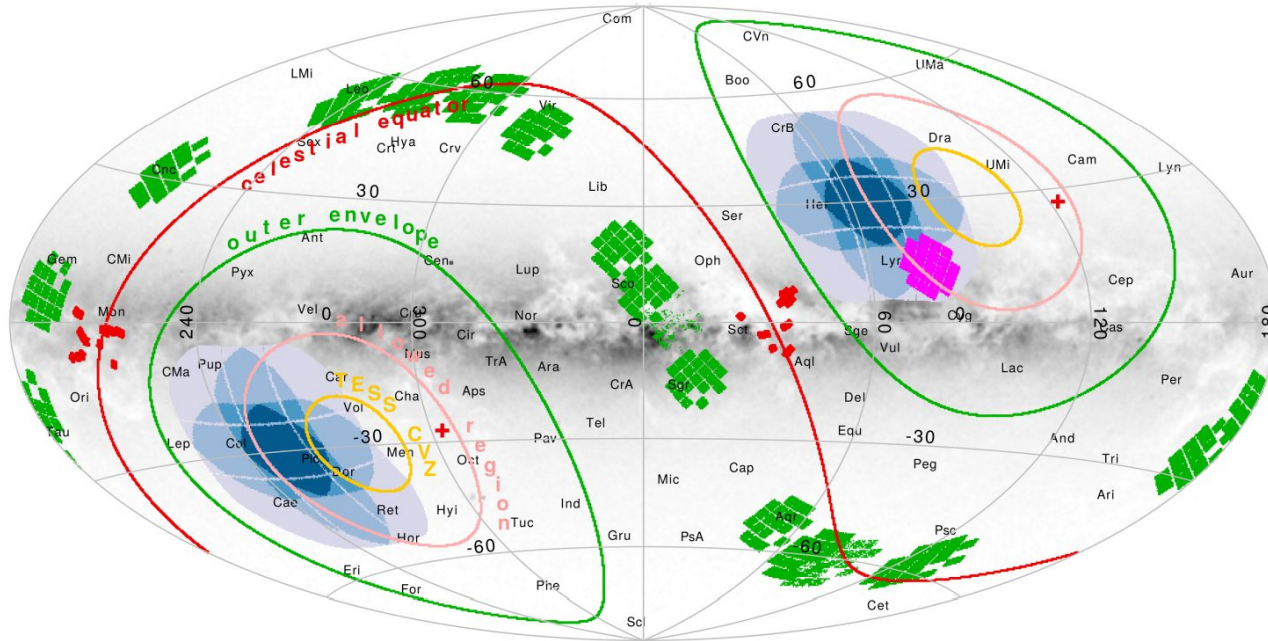 Com
CVn
LMi
UMa
Boo
60
60
Leo
Vir
CrB
Dra
Cam
UMi
Lyn
Sex
Hya
Crt
Crv
celestial equator
Cnc
30
30
Lib
Her
Ser
outer envelope
Ant
Gem
CMi
Cen
Pyx
Lup
Oph
Lyr
Cep
Aur
Sco
Mon
240
Vel
0
300
Nor
0
Sct
Sge
60
0
Cyg
120
Cas
180
Cir
Mus
TrA
Ara
Aql
Vul
allowed region
CMa
Pup
Car
Lac
Per
CrA
Sgr
Ori
TESS CVZ
Vol
Cha
Aps
Del
Tau
Lep
Col
-30
Pav
Tel
Equ
-30
And
Pic
Dor
Men
Oct
Mic
Cap
Peg
Tri
Cae
Ret
Hyi
Ind
Ari
Tuc
Aqr
Hor
-60
Gru
PsA
-60
Psc
Eri
For
Phe
Cet
Scl